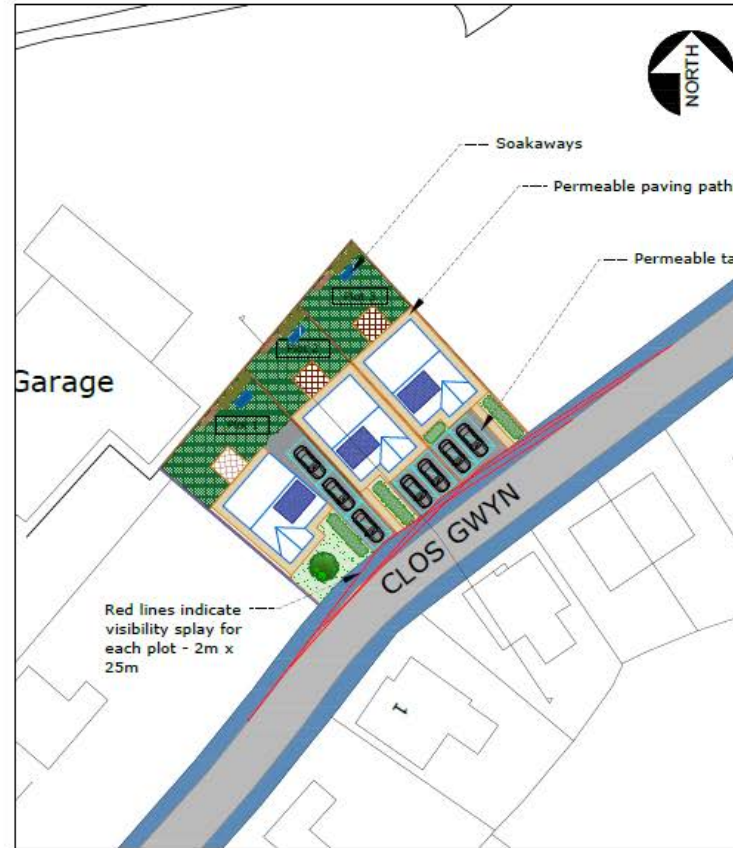 NORTH
Soakaways
Permeable paving path
Permeable ta
Garage
CLOS GWYN
Red lines indicate
visibility splay for
each plot - 2m x
25m
1